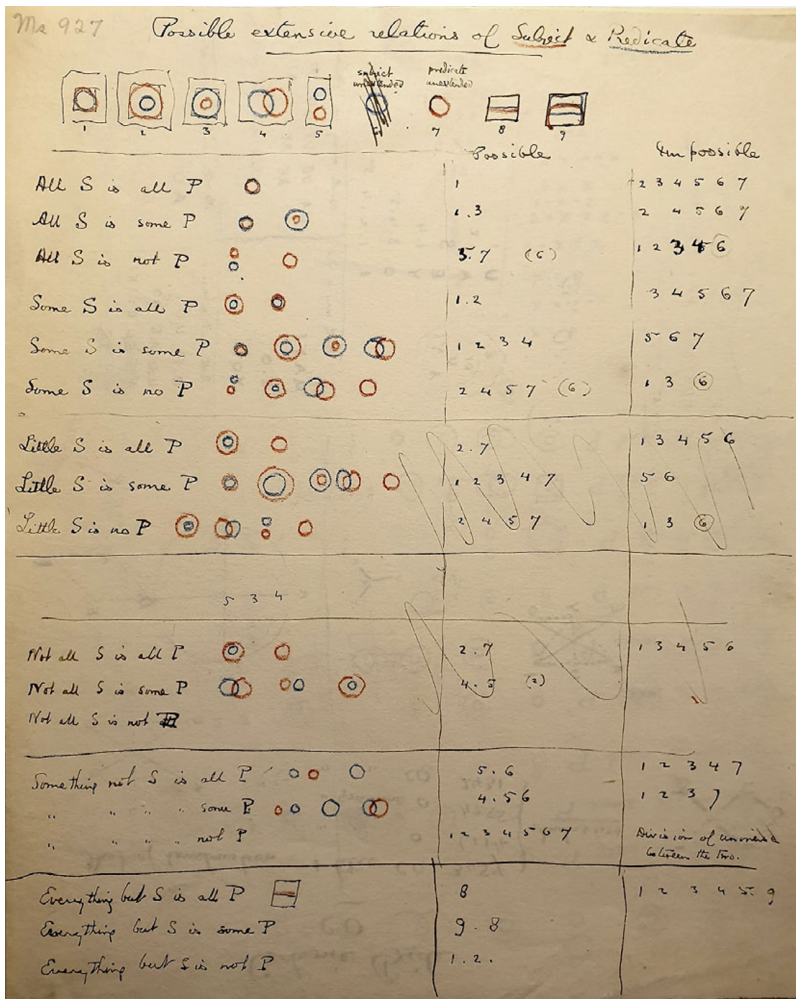 Ms 927
Possible extensive relations of Subject & Predicate
subject unextended predicate unextended
1 2 3 4 5 6 7 8 9
Possible Impossible
All S is all P 1 2 3 4 5 6 7
All S is some P 1.3 2 4 5 6 7
All S is not P 5.7 (6) 1 2 3 4 6
Some S is all P 1.2 3 4 5 6 7
Some S is some P 1 2 3 4 5 6 7
Some S is no P 2 4 5 7 (6) 1 3 6
Little S is all P 2.7 1 3 4 5 6
Little S is some P 1 2 3 4 7 5 6
Little S is no P 2 4 5 7 1 3 6
5 3 4
Not all S is all P 2.7 1 3 4 5 6
Not all S is some P 4.5 (2)
Not all S is not P
Something not S is all P 5.6 1 2 3 4 7
" " " " some P 4.56 1 2 3 7
" " " " not P 1 2 3 4 5 6 7 Division of universe
between the two.
Everything but S is all P 8 1 2 3 4 5. 9
Everything but S is some P 9.8
Everything but S is not P 1.2.